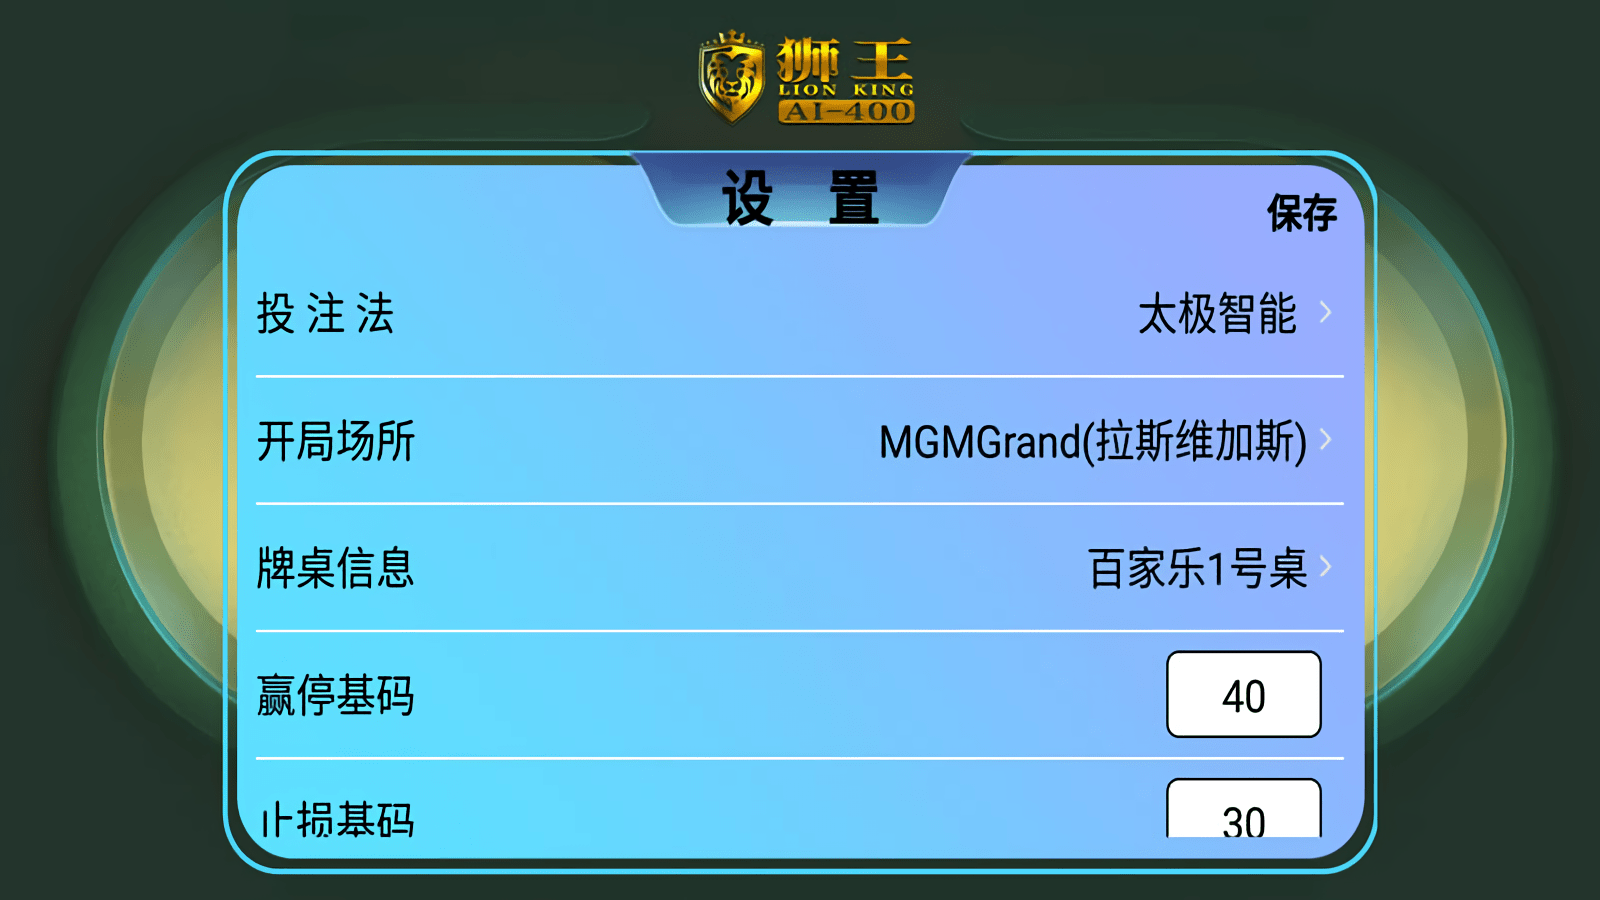 狮王
LION KING
AI-400
设 置
保存
投 注 法 太极智能
开局场所 MGMGrand(拉斯维加斯)
牌桌信息 百家乐1号桌
赢停基码 40
止损基码 30